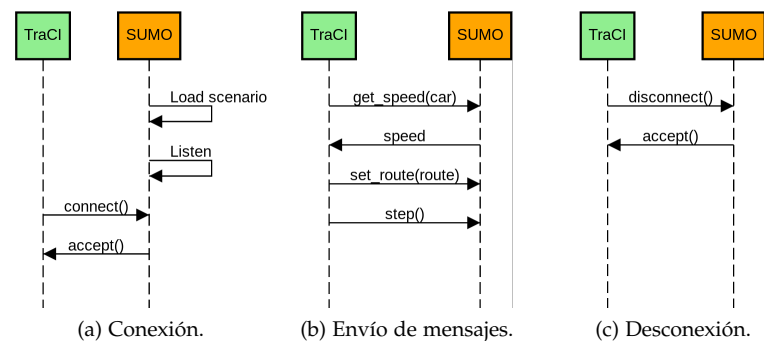 TraCI
SUMO
Load scenario
Listen
connect()
accept()
(a) Conexión.
TraCI
SUMO
get_speed(car)
speed
set_route(route)
step()
(b) Envío de mensajes.
TraCI
SUMO
disconnect()
accept()
(c) Desconexión.